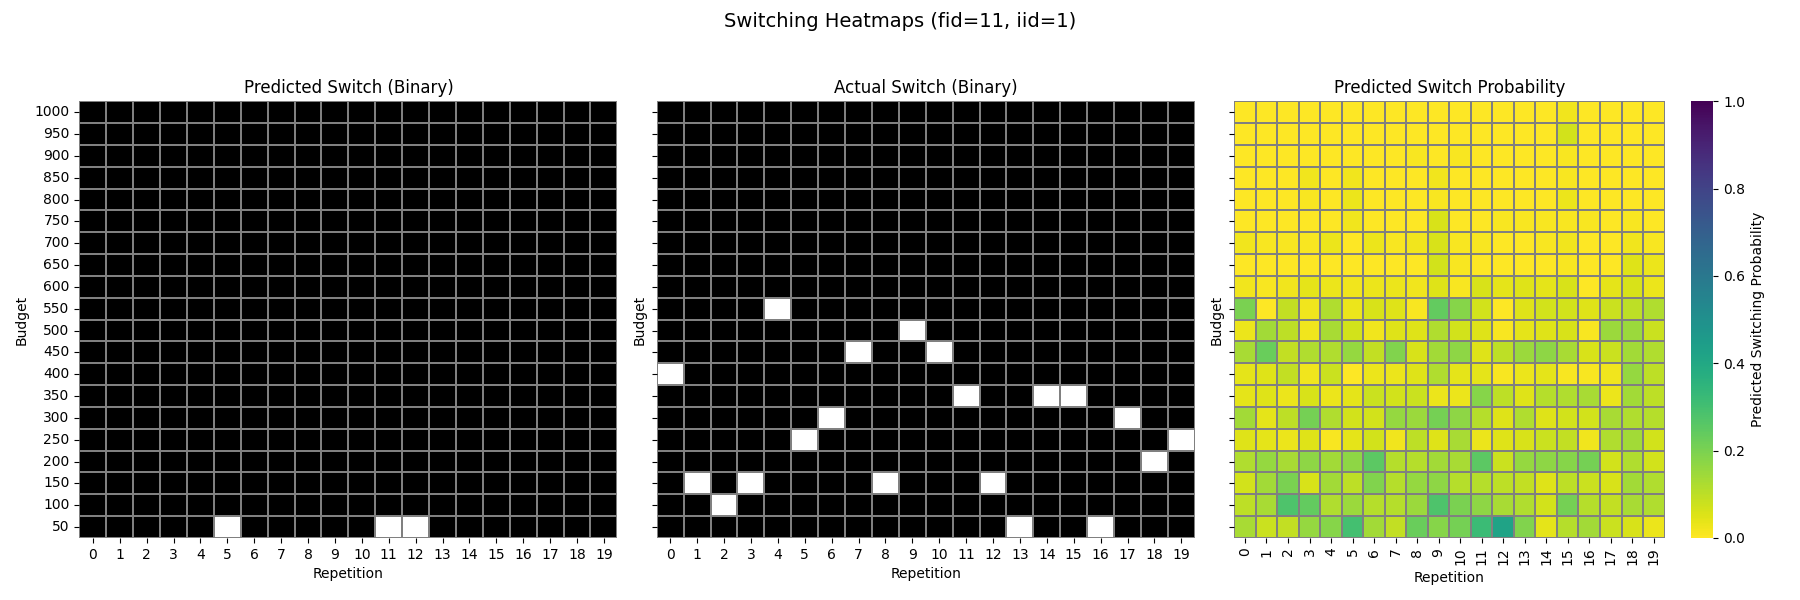 Switching Heatmaps (fid=11, iid=1)
Predicted Switch (Binary)
Budget
1000
950
900
850
800
750
700
650
600
550
500
450
400
350
300
250
200
150
100
50
0 1 2 3 4 5 6 7 8 9 10 11 12 13 14 15 16 17 18 19
Repetition
Actual Switch (Binary)
Budget
0 1 2 3 4 5 6 7 8 9 10 11 12 13 14 15 16 17 18 19
Repetition
Predicted Switch Probability
Budget
0 1 2 3 4 5 6 7 8 9 10 11 12 13 14 15 16 17 18 19
Repetition
1.0
0.8
0.6
0.4
0.2
0.0
Predicted Switching Probability